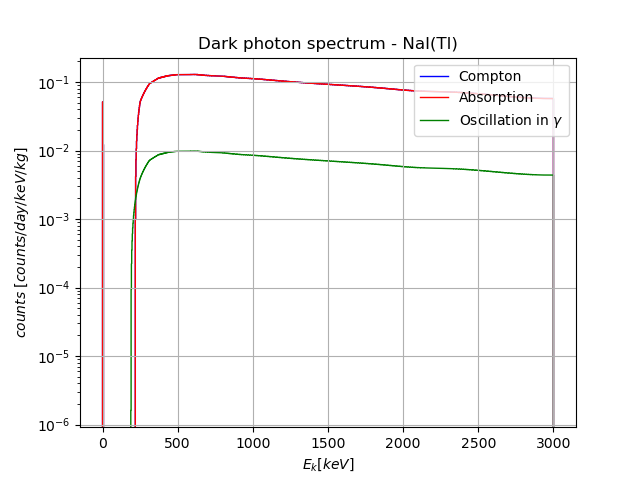 Dark photon spectrum - NaI(Tl)
Compton
Absorption
Oscillation in γ
counts [counts/day/keV/kg]
10⁻¹
10⁻²
10⁻³
10⁻⁴
10⁻⁵
10⁻⁶
0 500 1000 1500 2000 2500 3000
Eₖ[keV]